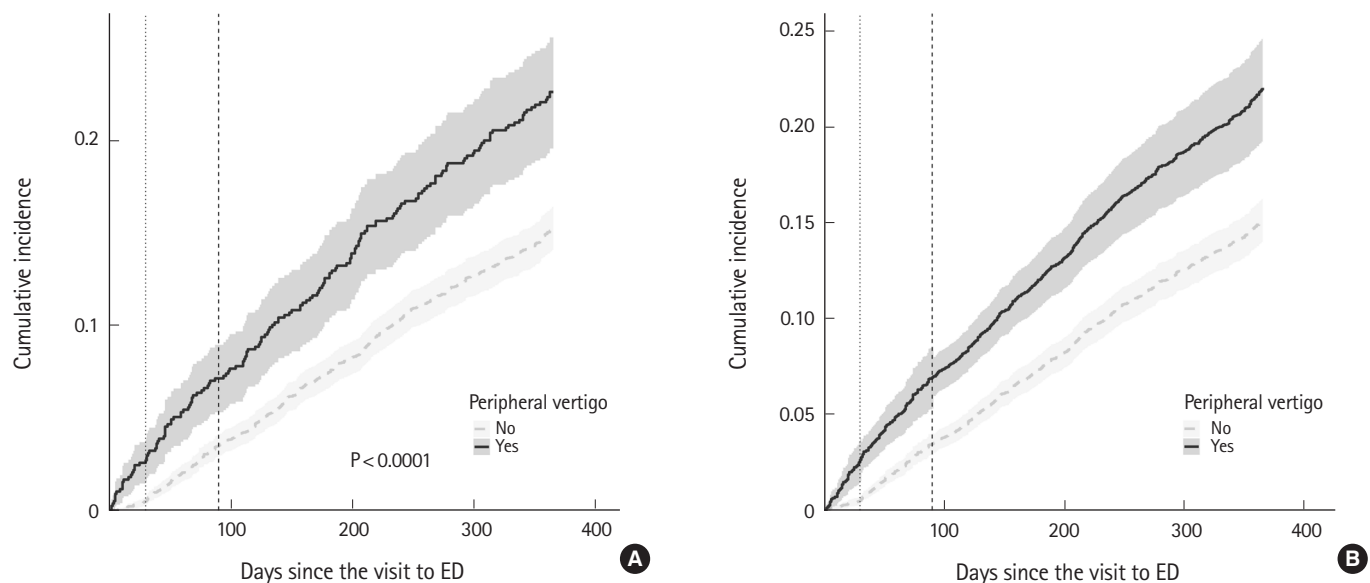 Cumulative incidence
0.2
0.1
0
100
200
300
400
Days since the visit to ED
P<0.0001
Peripheral vertigo
No
Yes
A
Cumulative incidence
0.25
0.20
0.15
0.10
0.05
0.00
0
100
200
300
400
Days since the visit to ED
Peripheral vertigo
No
Yes
B